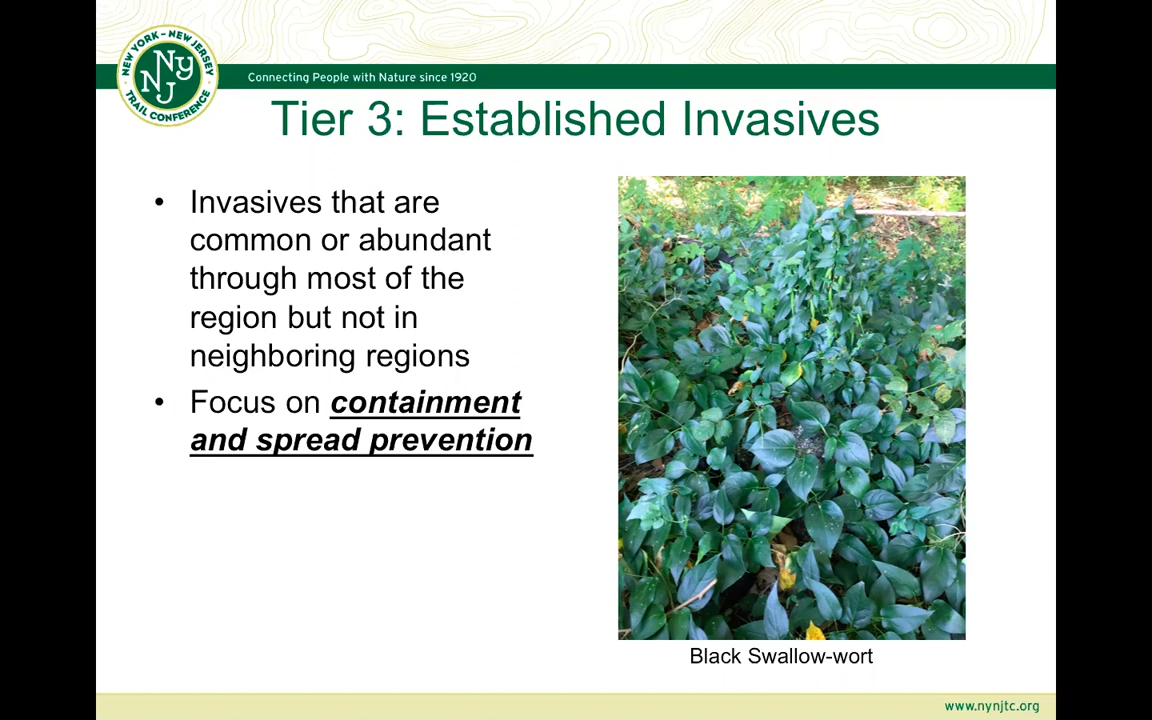 NEW YORK - NEW JERSEY
NY
NJ
TRAIL CONFERENCE
Connecting People with Nature since 1920
Tier 3: Established Invasives
• Invasives that are
common or abundant
through most of the
region but not in
neighboring regions
• Focus on containment
and spread prevention
Black Swallow-wort
www.nynjtc.org